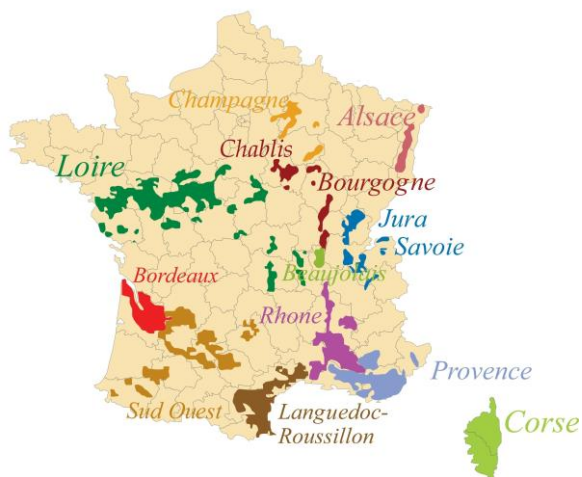 Champagne
Alsace
Chablis
Loire
Bourgogne
Jura
Savoie
Beaujolais
Bordeaux
Rhone
Provence
Sud Ouest
Languedoc-
Roussillon
Corse